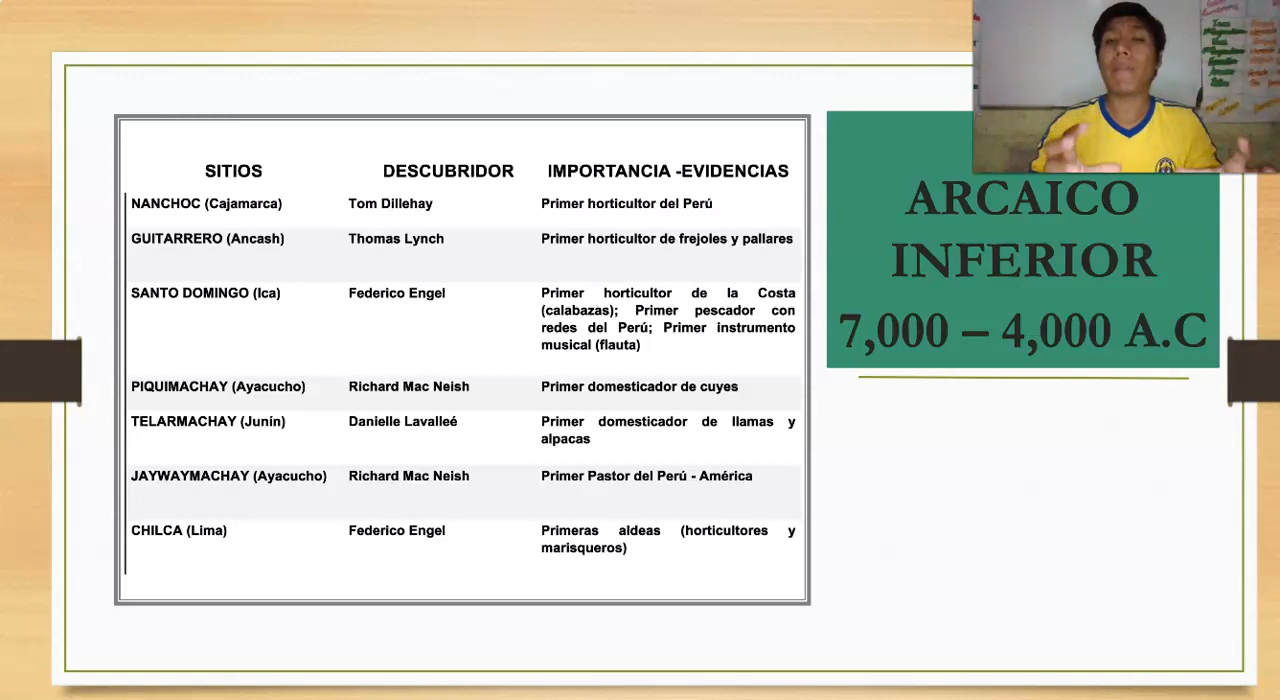 SITIOS DESCUBRIDOR IMPORTANCIA -EVIDENCIAS
NANCHOC (Cajamarca) Tom Dillehay Primer horticultor del Perú
GUITARRERO (Ancash) Thomas Lynch Primer horticultor de frejoles y pallares
SANTO DOMINGO (Ica) Federico Engel Primer horticultor de la Costa
(calabazas); Primer pescador con
redes del Perú; Primer instrumento
musical (flauta)
PIQUIMACHAY (Ayacucho) Richard Mac Neish Primer domesticador de cuyes
TELARMACHAY (Junín) Danielle Lavalleé Primer domesticador de llamas y
alpacas
JAYWAYMACHAY (Ayacucho) Richard Mac Neish Primer Pastor del Perú - América
CHILCA (Lima) Federico Engel Primeras aldeas (horticultores y
marisqueros)
ARCAICO
INFERIOR
7,000 – 4,000 A.C